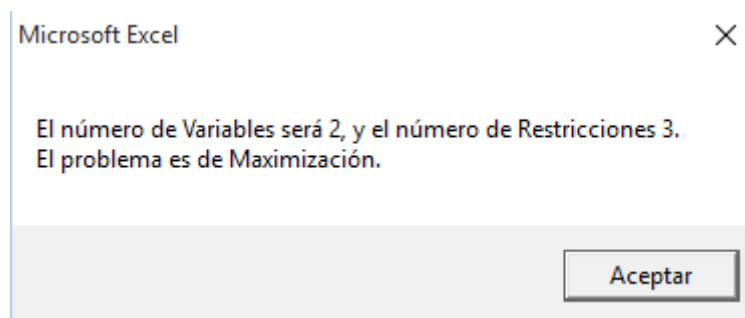 Microsoft Excel
El número de Variables será 2, y el número de Restricciones 3.
El problema es de Maximización.
Aceptar